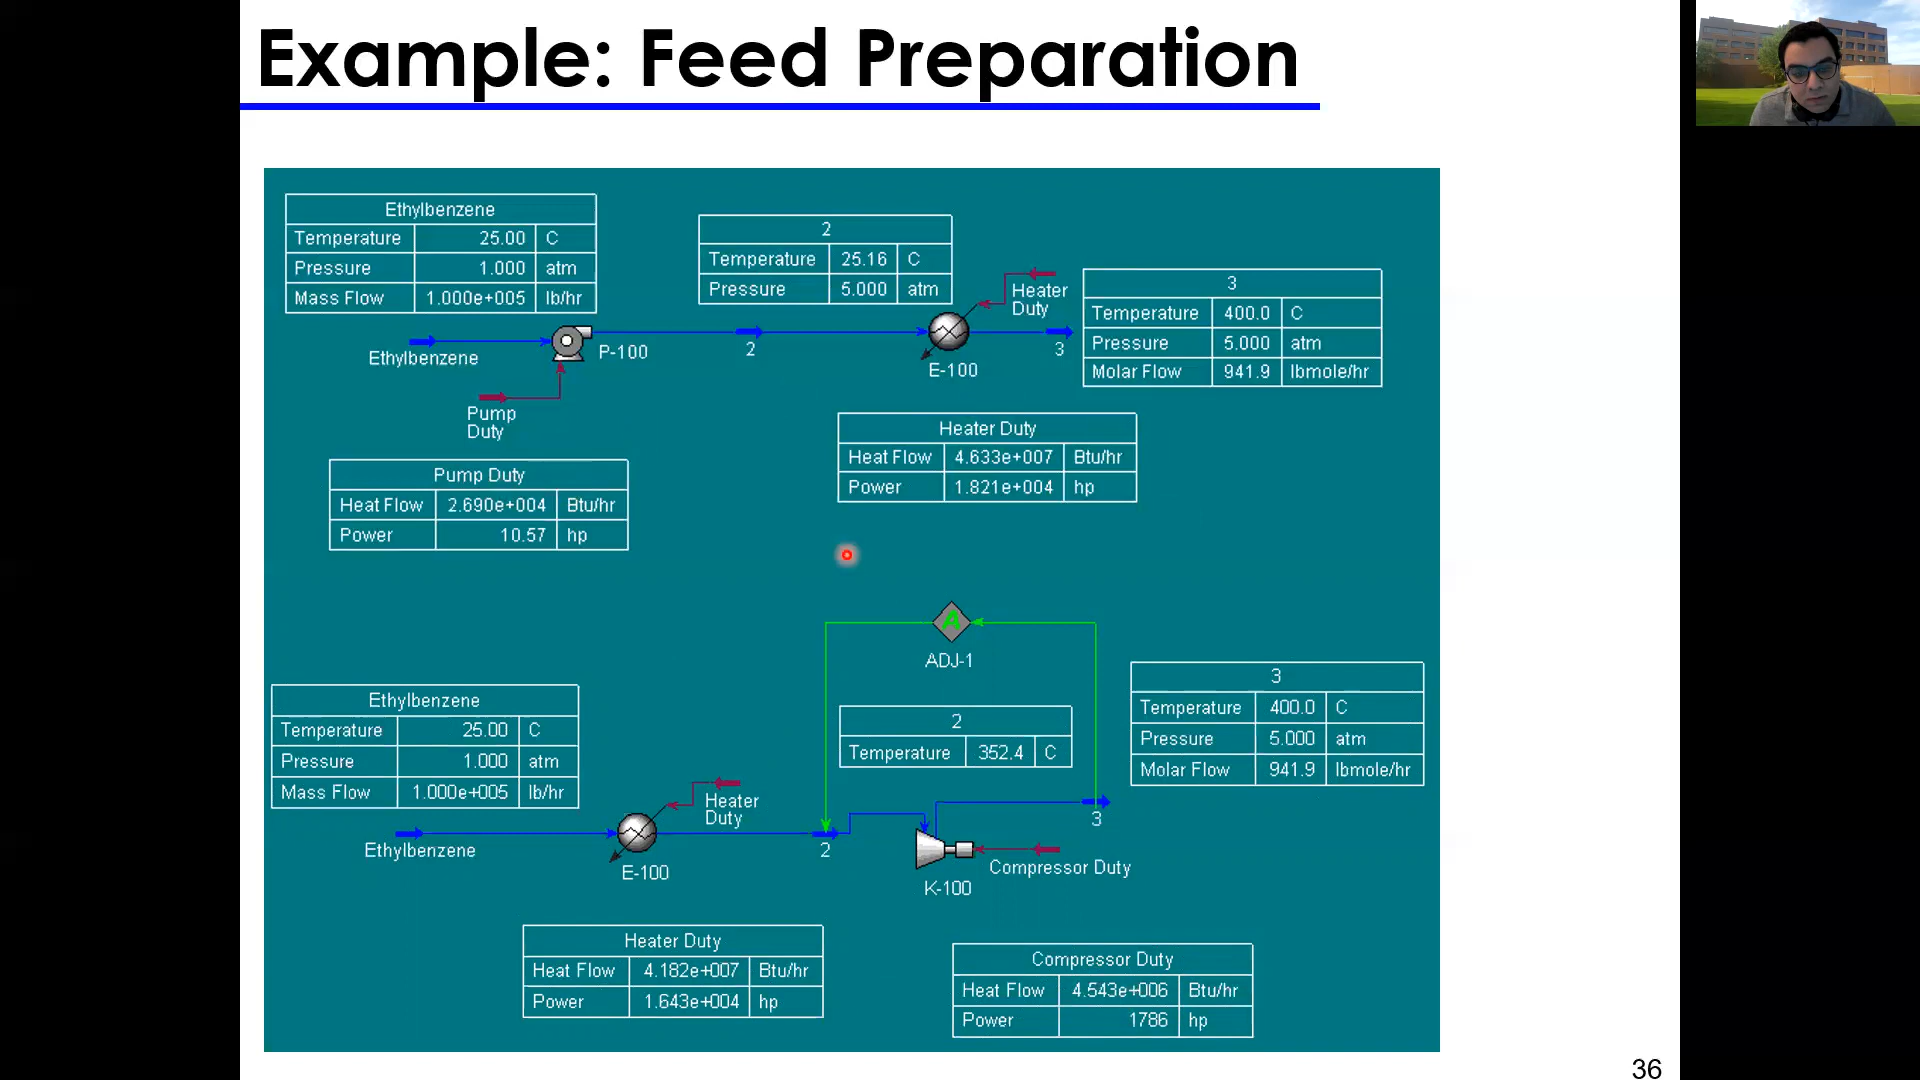 Example: Feed Preparation
Ethylbenzene
Temperature 25.00 C
Pressure 1.000 atm
Mass Flow 1.000e+005 lb/hr
2
Temperature 25.16 C
Pressure 5.000 atm
Heater
Duty
3
Temperature 400.0 C
Pressure 5.000 atm
Molar Flow 941.9 lbmole/hr
Ethylbenzene
P-100
2
E-100
3
Pump
Duty
Heater Duty
Heat Flow 4.633e+007 Btu/hr
Power 1.821e+004 hp
Pump Duty
Heat Flow 2.690e+004 Btu/hr
Power 10.57 hp
A
ADJ-1
Ethylbenzene
Temperature 25.00 C
Pressure 1.000 atm
Mass Flow 1.000e+005 lb/hr
2
Temperature 352.4 C
3
Temperature 400.0 C
Pressure 5.000 atm
Molar Flow 941.9 lbmole/hr
Heater
Duty
Ethylbenzene
E-100
2
K-100
3
Compressor Duty
Heater Duty
Heat Flow 4.182e+007 Btu/hr
Power 1.643e+004 hp
Compressor Duty
Heat Flow 4.543e+006 Btu/hr
Power 1786 hp
36